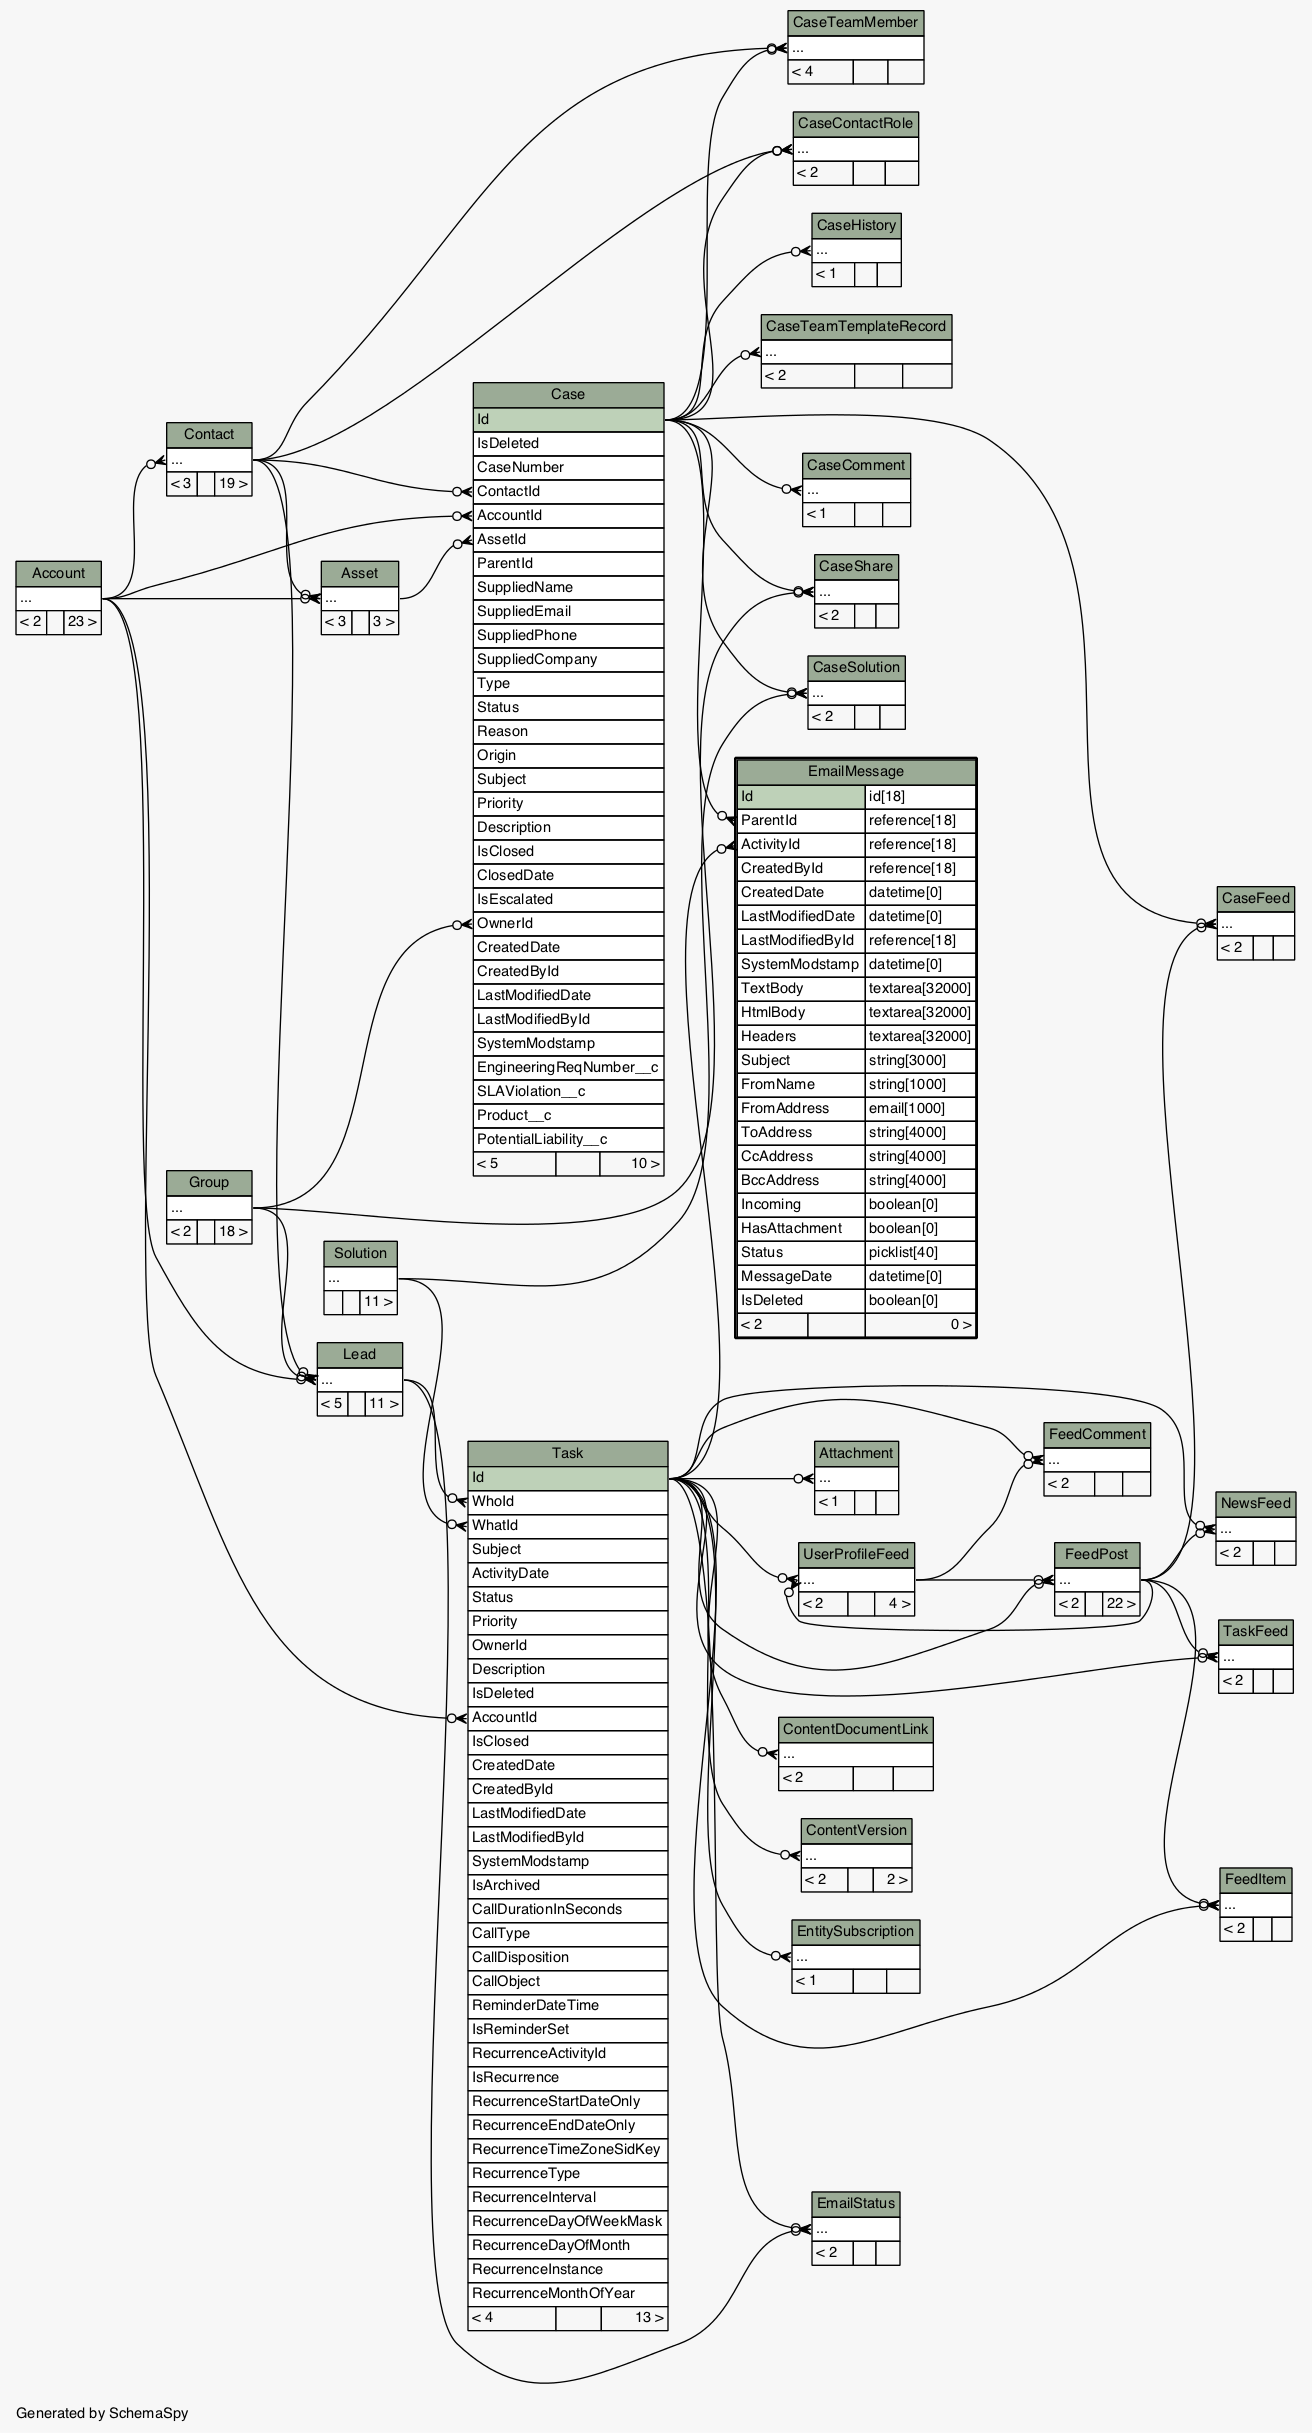 CaseTeamMember
...
< 4
CaseContactRole
...
< 2
CaseHistory
...
< 1
CaseTeamTemplateRecord
...
< 2
Case
Id
IsDeleted
CaseNumber
ContactId
AccountId
AssetId
ParentId
SuppliedName
SuppliedEmail
SuppliedPhone
SuppliedCompany
Type
Status
Reason
Origin
Subject
Priority
Description
IsClosed
ClosedDate
IsEscalated
OwnerId
CreatedDate
CreatedById
LastModifiedDate
LastModifiedById
SystemModstamp
EngineeringReqNumber__c
SLAViolation__c
Product__c
PotentialLiability__c
< 5 10 >
Contact
...
< 3 19 >
Account
...
< 2 23 >
Asset
...
< 3 3 >
CaseComment
...
< 1
CaseShare
...
< 2
CaseSolution
...
< 2
EmailMessage
Id id[18]
ParentId reference[18]
ActivityId reference[18]
CreatedById reference[18]
CreatedDate datetime[0]
LastModifiedDate datetime[0]
LastModifiedById reference[18]
SystemModstamp datetime[0]
TextBody textarea[32000]
HtmlBody textarea[32000]
Headers textarea[32000]
Subject string[3000]
FromName string[1000]
FromAddress email[1000]
ToAddress string[4000]
CcAddress string[4000]
BccAddress string[4000]
Incoming boolean[0]
HasAttachment boolean[0]
Status picklist[40]
MessageDate datetime[0]
IsDeleted boolean[0]
< 2 0 >
CaseFeed
...
< 2
Group
...
< 2 18 >
Solution
...
11 >
Lead
...
< 5 11 >
Task
Id
WhoId
WhatId
Subject
ActivityDate
Status
Priority
OwnerId
Description
IsDeleted
AccountId
IsClosed
CreatedDate
CreatedById
LastModifiedDate
LastModifiedById
SystemModstamp
IsArchived
CallDurationInSeconds
CallType
CallDisposition
CallObject
ReminderDateTime
IsReminderSet
RecurrenceActivityId
IsRecurrence
RecurrenceStartDateOnly
RecurrenceEndDateOnly
RecurrenceTimeZoneSidKey
RecurrenceType
RecurrenceInterval
RecurrenceDayOfWeekMask
RecurrenceDayOfMonth
RecurrenceInstance
RecurrenceMonthOfYear
< 4 13 >
Attachment
...
< 1
FeedComment
...
< 2
NewsFeed
...
< 2
UserProfileFeed
...
< 2 4 >
FeedPost
...
< 2 22 >
TaskFeed
...
< 2
ContentDocumentLink
...
< 2
ContentVersion
...
< 2 2 >
FeedItem
...
< 2
EntitySubscription
...
< 1
EmailStatus
...
< 2
Generated by SchemaSpy